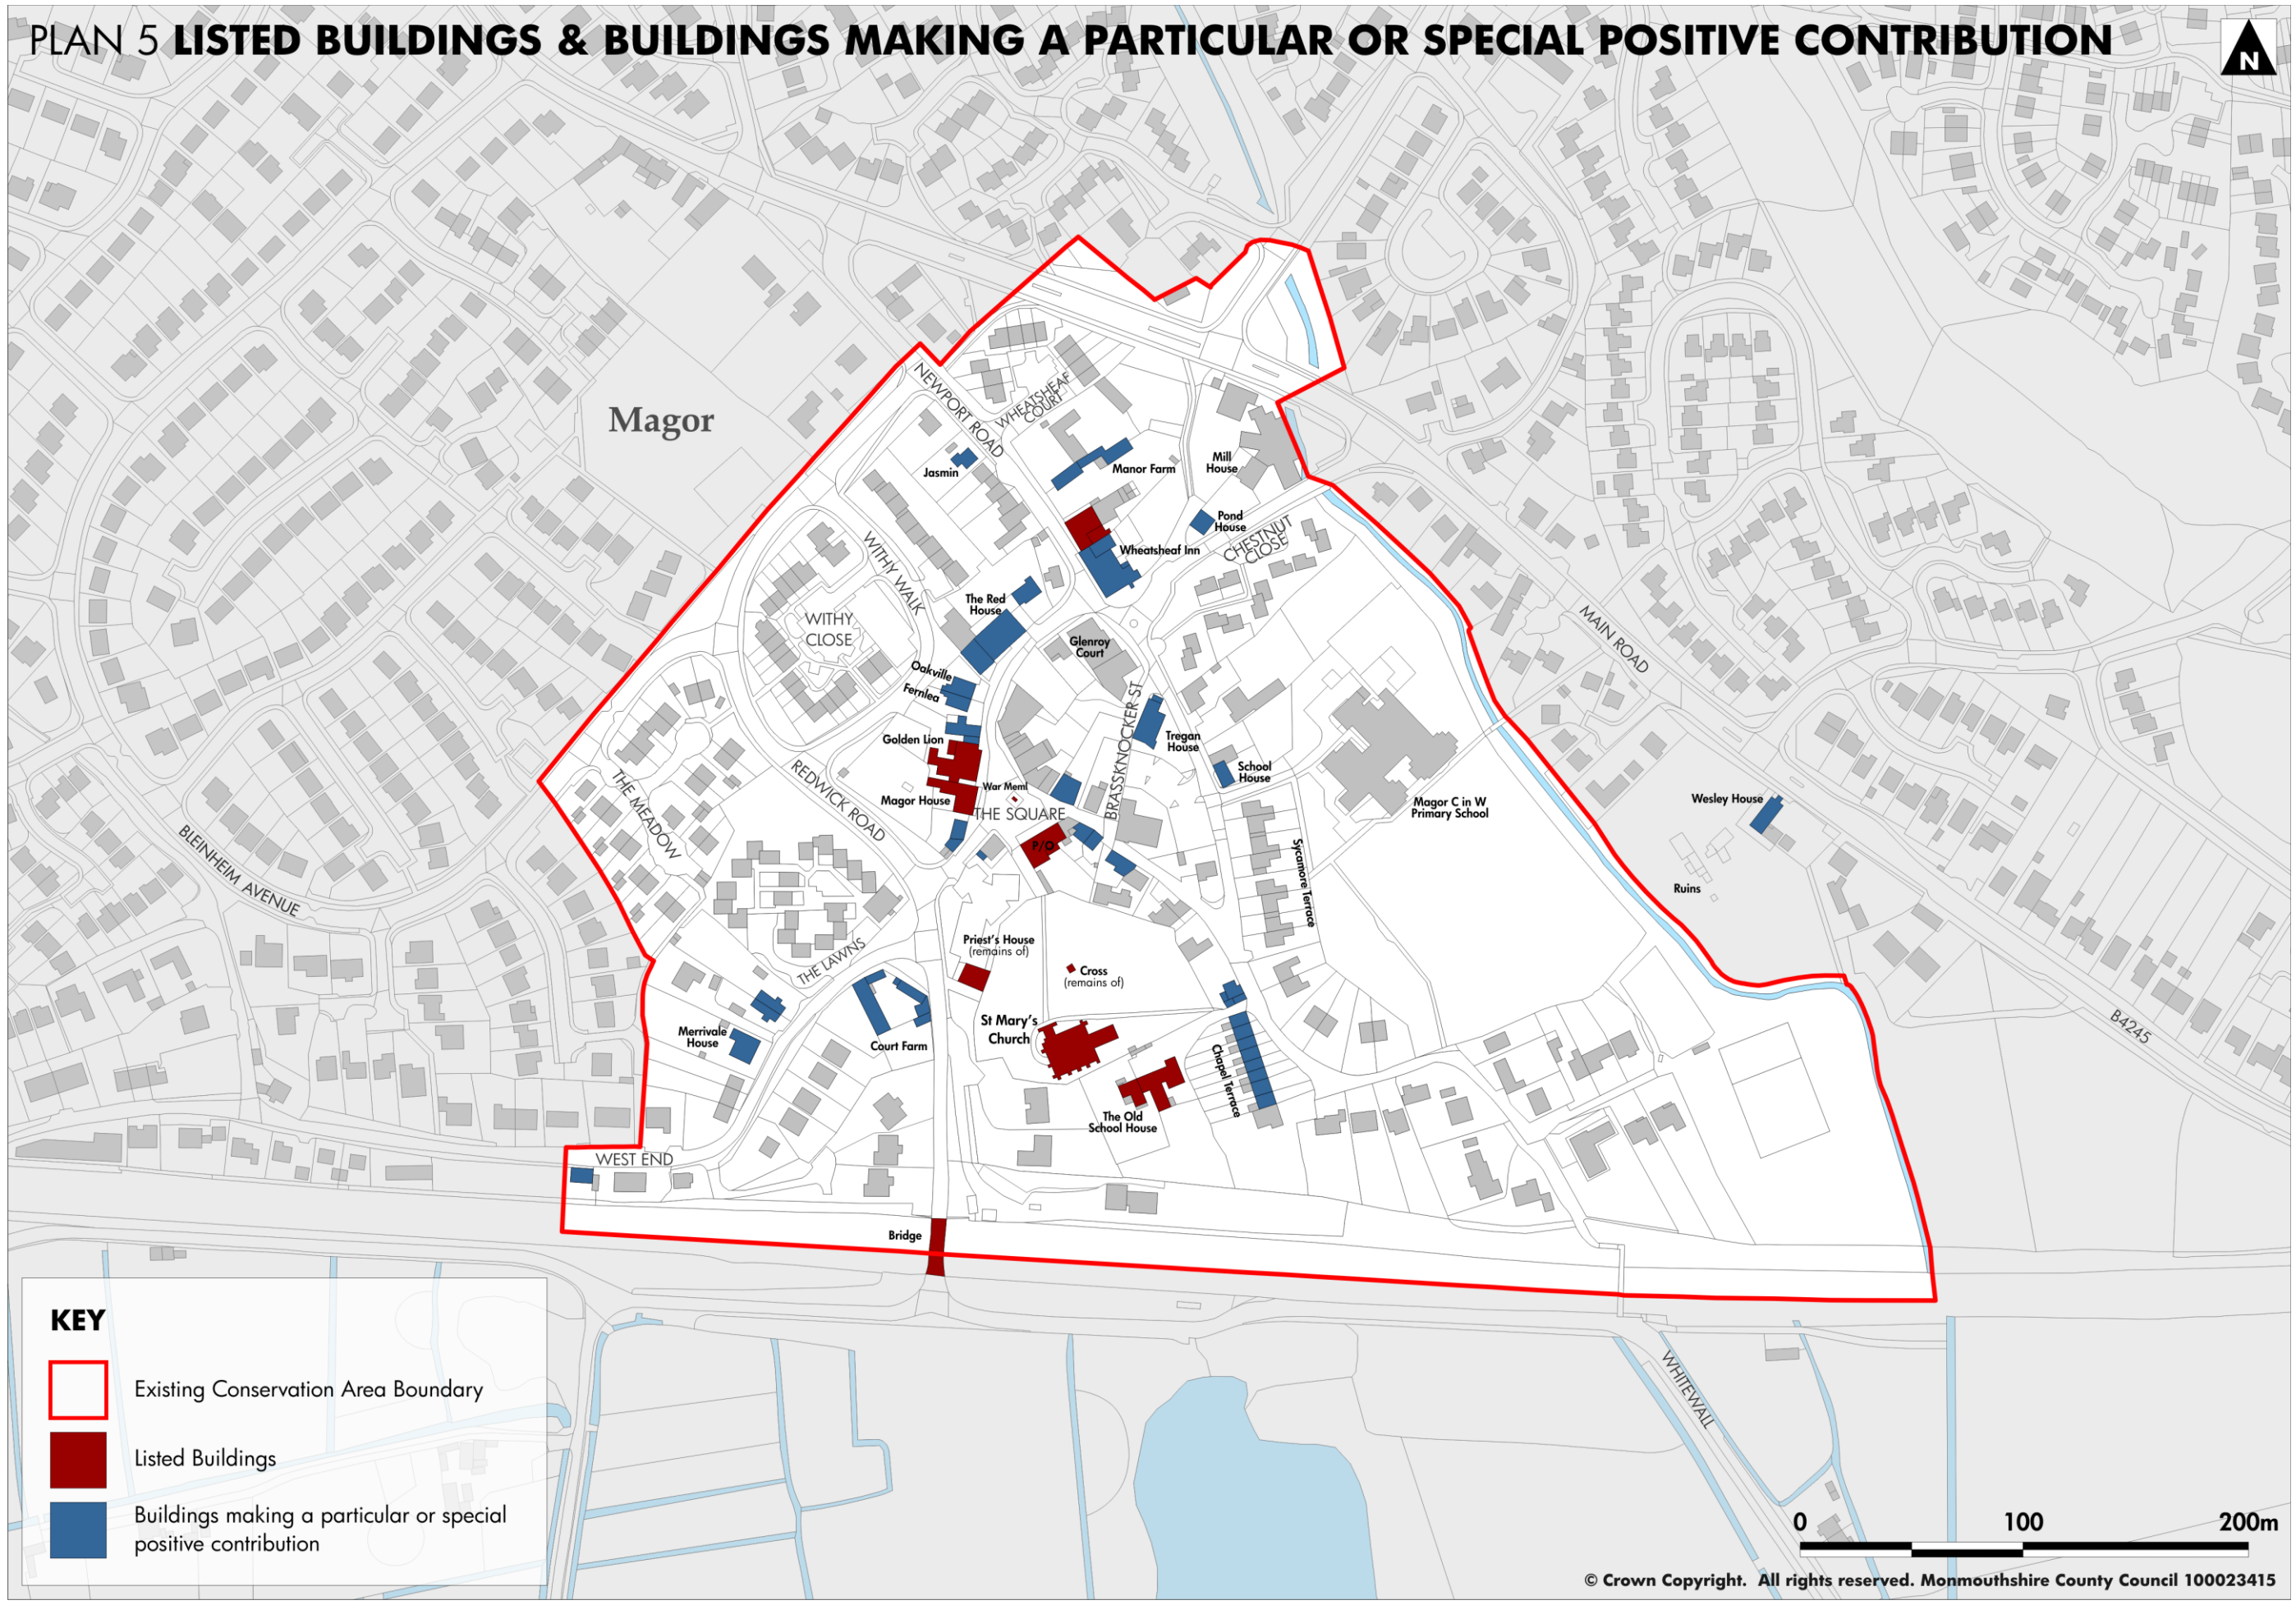 PLAN 5 LISTED BUILDINGS & BUILDINGS MAKING A PARTICULAR OR SPECIAL POSITIVE CONTRIBUTION
N
Magor
NEWPORT ROAD
WHEATSHEAF
COURT
Jasmin
Manor Farm
Mill
House
Pond
House
CHESTNUT
CLOSE
Wheatsheaf Inn
WITHY WALK
The Red
House
WITHY
CLOSE
Glenroy
Court
MAIN ROAD
Oakville
Fernlea
BRASSKNOCKER ST
Golden Lion
Tregan
House
School
House
REDWICK ROAD
THE MEADOW
War Meml
Magor House
THE SQUARE
Magor C in W
Primary School
Wesley House
BLEINHEIM AVENUE
P/O
Sycamore Terrace
Ruins
Priest's House
(remains of)
THE LAWNS
Cross
(remains of)
St Mary's
Church
Merrivale
House
Court Farm
Chapel Terrace
B4245
The Old
School House
WEST END
Bridge
WHITEWALL
KEY
Existing Conservation Area Boundary
Listed Buildings
Buildings making a particular or special
positive contribution
0 100 200m
© Crown Copyright. All rights reserved. Monmouthshire County Council 100023415